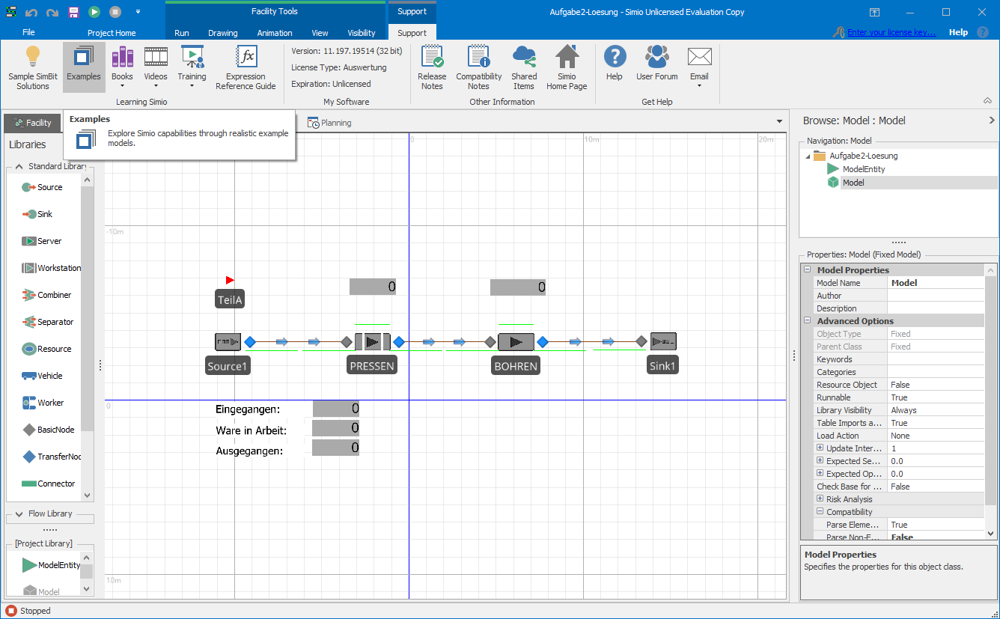 Facility Tools
Support
Aufgabe2-Loesung - Simio Unlicensed Evaluation Copy
File
Project Home
Run
Drawing
Animation
View
Visibility
Support
Enter your license key...
Help
Sample SimBit Solutions
Examples
Books
Videos
Training
Expression Reference Guide
Learning Simio
Version: 11.197.19514 (32 bit)
License Type: Auswertung
Expiration: Unlicensed
My Software
Release Notes
Compatibility Notes
Shared Items
Simio Home Page
Other Information
Help
User Forum
Email
Get Help
Facility
Examples
Explore Simio capabilities through realistic example
models.
Planning
Libraries
Standard Library
Source
Sink
Server
Workstation
Combiner
Separator
Resource
Vehicle
Worker
BasicNode
TransferNod
Connector
Flow Library
[Project Library]
ModelEntity
Model
0
10m
20m
-10m
0
10m
TeilA
0
0
Source1
PRESSEN
BOHREN
Sink1
Eingegangen: 0
Ware in Arbeit: 0
Ausgegangen: 0
Browse: Model : Model
Navigation: Model
Aufgabe2-Loesung
ModelEntity
Model
Properties: Model (Fixed Model)
Model Properties
Model Name Model
Author
Description
Advanced Options
Object Type Fixed
Parent Class Fixed
Keywords
Categories
Resource Object False
Runnable True
Library Visibility Always
Table Imports a... True
Load Action None
Update Inter... 1
Expected Se... 0.0
Expected Op... 0.0
Check Base for ... False
Risk Analysis
Compatibility
Parse Eleme... True
Parse Non-E... False
Model Properties
Specifies the properties for this object class.
Stopped